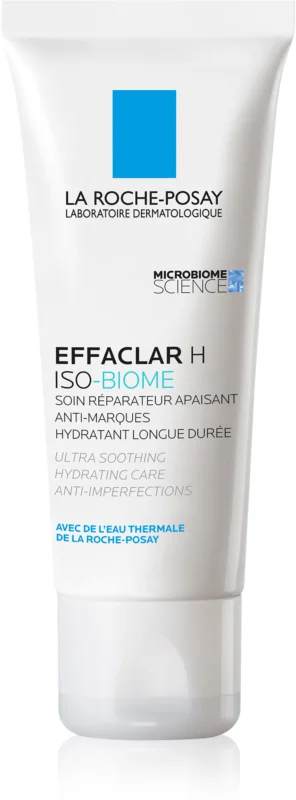 LA ROCHE-POSAY
LABORATOIRE DERMATOLOGIQUE
MICROBIOME
SCIENCE
EFFACLAR H
ISO-BIOME
SOIN RÉPARATEUR APAISANT
ANTI-MARQUES
HYDRATANT LONGUE DURÉE
ULTRA SOOTHING
HYDRATING CARE
ANTI-IMPERFECTIONS
AVEC DE L'EAU THERMALE
DE LA ROCHE-POSAY